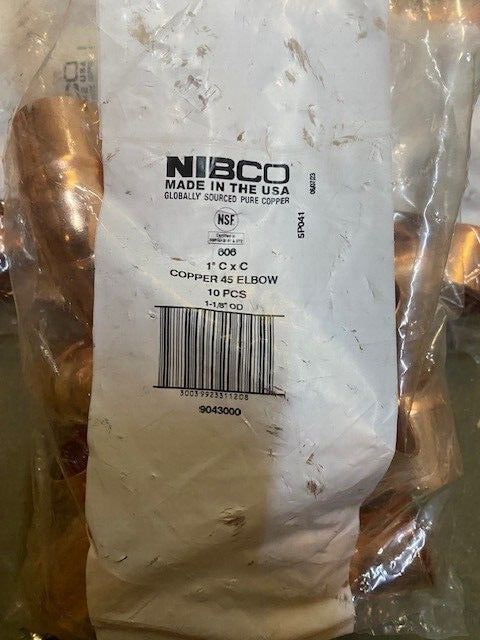 NIBCO
MADE IN THE USA
GLOBALLY SOURCED PURE COPPER
NSF
606
1" C x C
COPPER 45 ELBOW
10 PCS
1-1/8" OD
9043000
5P041